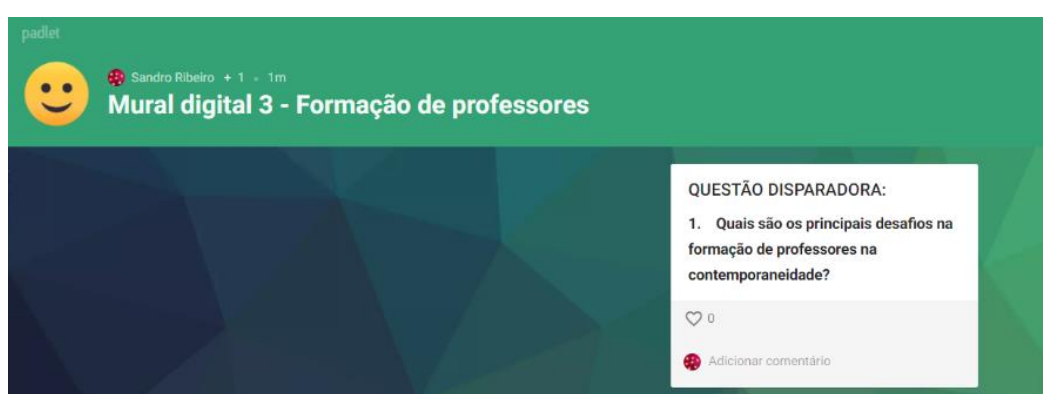 padlet
Sandro Ribeiro + 1 • 1m
Mural digital 3 - Formação de professores
QUESTÃO DISPARADORA:
1. Quais são os principais desafios na
formação de professores na
contemporaneidade?
0
Adicionar comentário